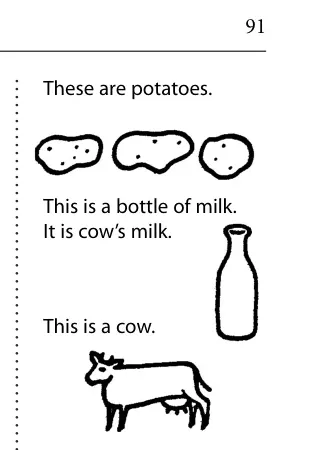 91
These are potatoes.
This is a bottle of milk.
It is cow’s milk.
This is a cow.